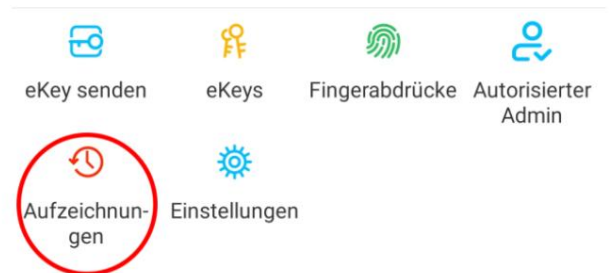 eKey senden
eKeys
Fingerabdrücke
Autorisierter
Admin
Aufzeichnun-
gen
Einstellungen